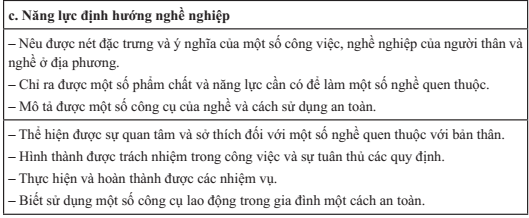 c. Năng lực định hướng nghề nghiệp
– Nêu được nét đặc trưng và ý nghĩa của một số công việc, nghề nghiệp của người thân và
nghề ở địa phương.
– Chỉ ra được một số phẩm chất và năng lực cần có để làm một số nghề quen thuộc.
– Mô tả được một số công cụ của nghề và cách sử dụng an toàn.
– Thể hiện được sự quan tâm và sở thích đối với một số nghề quen thuộc với bản thân.
– Hình thành được trách nhiệm trong công việc và sự tuân thủ các quy định.
– Thực hiện và hoàn thành được các nhiệm vụ.
– Biết sử dụng một số công cụ lao động trong gia đình một cách an toàn.